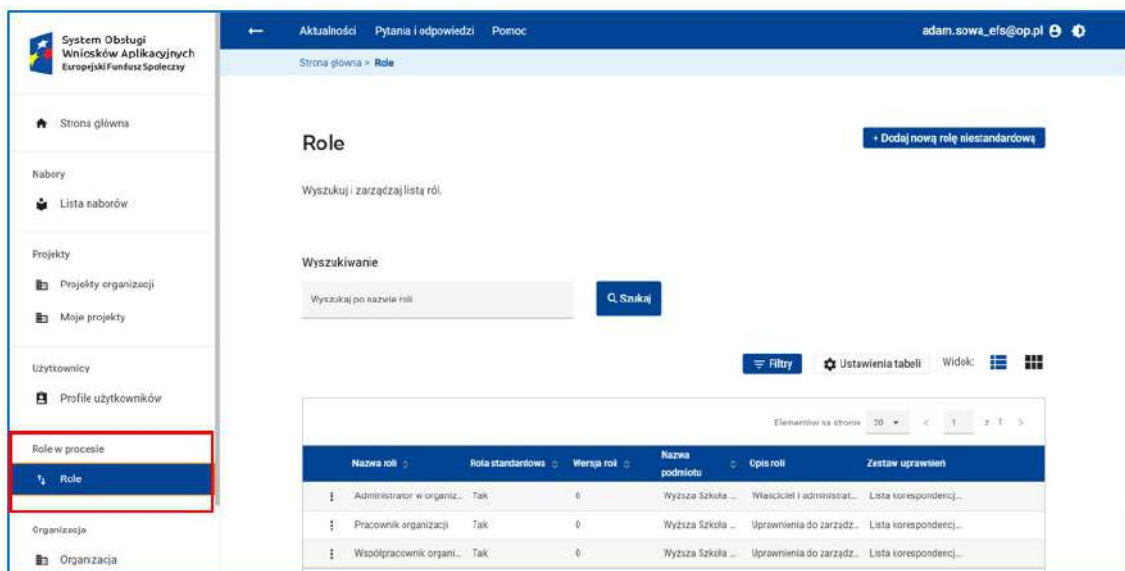 System Obsługi
Wniosków Aplikacyjnych
Europejski Fundusz Społeczny
Strona główna
Nabory
Lista naborów
Projekty
Projekty organizacji
Moje projekty
Użytkownicy
Profile użytkowników
Role w procesie
Role
Organizacja
Organizacja
Aktualności Pytania i odpowiedzi Pomoc adam.sowa_efs@op.pl
Strona główna > Role
Role
+ Dodaj nową rolę niestandardową
Wyszukuj i zarządzaj listą ról.
Wyszukiwanie
Wyszukaj po nazwie roli
Szukaj
Filtry Ustawienia tabeli Widok:
Elementów na stronie 20 < 1 z 1 >
Nazwa roli Rola standardowa Wersja roli Nazwa podmiotu Opis roli Zestaw uprawnień
Administrator w organiz... Tak 0 Wyższa Szkoła ... Właściciel i administrat... Lista korespondencj...
Pracownik organizacji Tak 0 Wyższa Szkoła ... Uprawnienia do zarządz... Lista korespondencj...
Współpracownik organi... Tak 0 Wyższa Szkoła ... Uprawnienia do zarządz... Lista korespondencj...